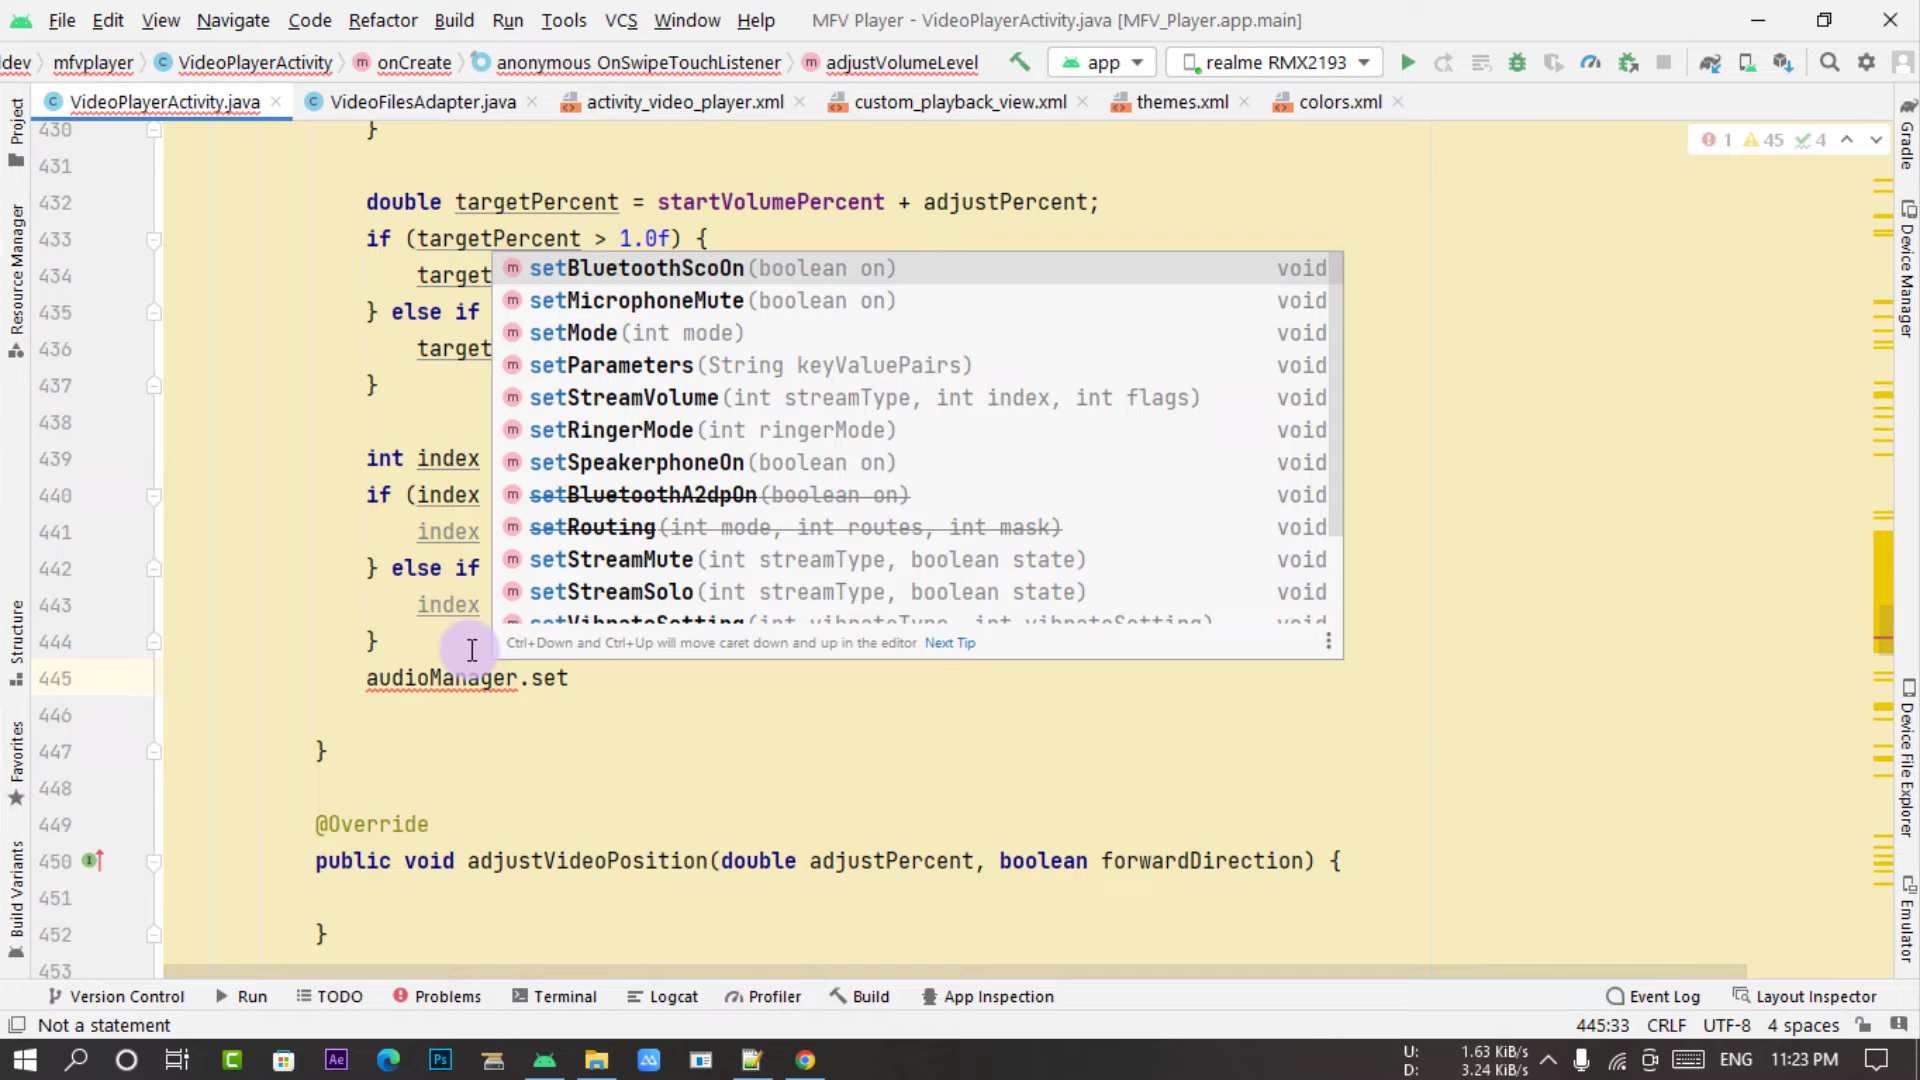 File Edit View Navigate Code Refactor Build Run Tools VCS Window Help MFV Player - VideoPlayerActivity.java [MFV_Player.app.main]
dev mfvplayer VideoPlayerActivity onCreate anonymous OnSwipeTouchListener adjustVolumeLevel app realme RMX2193
VideoPlayerActivity.java VideoFilesAdapter.java activity_video_player.xml custom_playback_view.xml themes.xml colors.xml
Project
Resource Manager
Structure
Favorites
Build Variants
Gradle
Device Manager
Device File Explorer
Emulator
1 45 4
430 }
431
432 double targetPercent = startVolumePercent + adjustPercent;
433 if (targetPercent > 1.0f) {
434 target
435 } else if
436 target
437 }
438
439 int index
440 if (index
441 index
442 } else if
443 index
444 }
445 audioManager.set
446
447 }
448
449 @Override
450 public void adjustVideoPosition(double adjustPercent, boolean forwardDirection) {
451
452 }
453
setBluetoothScoOn(boolean on) void
setMicrophoneMute(boolean on) void
setMode(int mode) void
setParameters(String keyValuePairs) void
setStreamVolume(int streamType, int index, int flags) void
setRingerMode(int ringerMode) void
setSpeakerphoneOn(boolean on) void
setBluetoothA2dpOn(boolean on) void
setRouting(int mode, int routes, int mask) void
setStreamMute(int streamType, boolean state) void
setStreamSolo(int streamType, boolean state) void
setVibrateSetting(int vibrateType, int vibrateSetting) void
Ctrl+Down and Ctrl+Up will move caret down and up in the editor Next Tip
Version Control Run TODO Problems Terminal Logcat Profiler Build App Inspection Event Log Layout Inspector
Not a statement 445:33 CRLF UTF-8 4 spaces
C Ae Ps U: 1.63 KiB/s D: 3.24 KiB/s ENG 11:23 PM